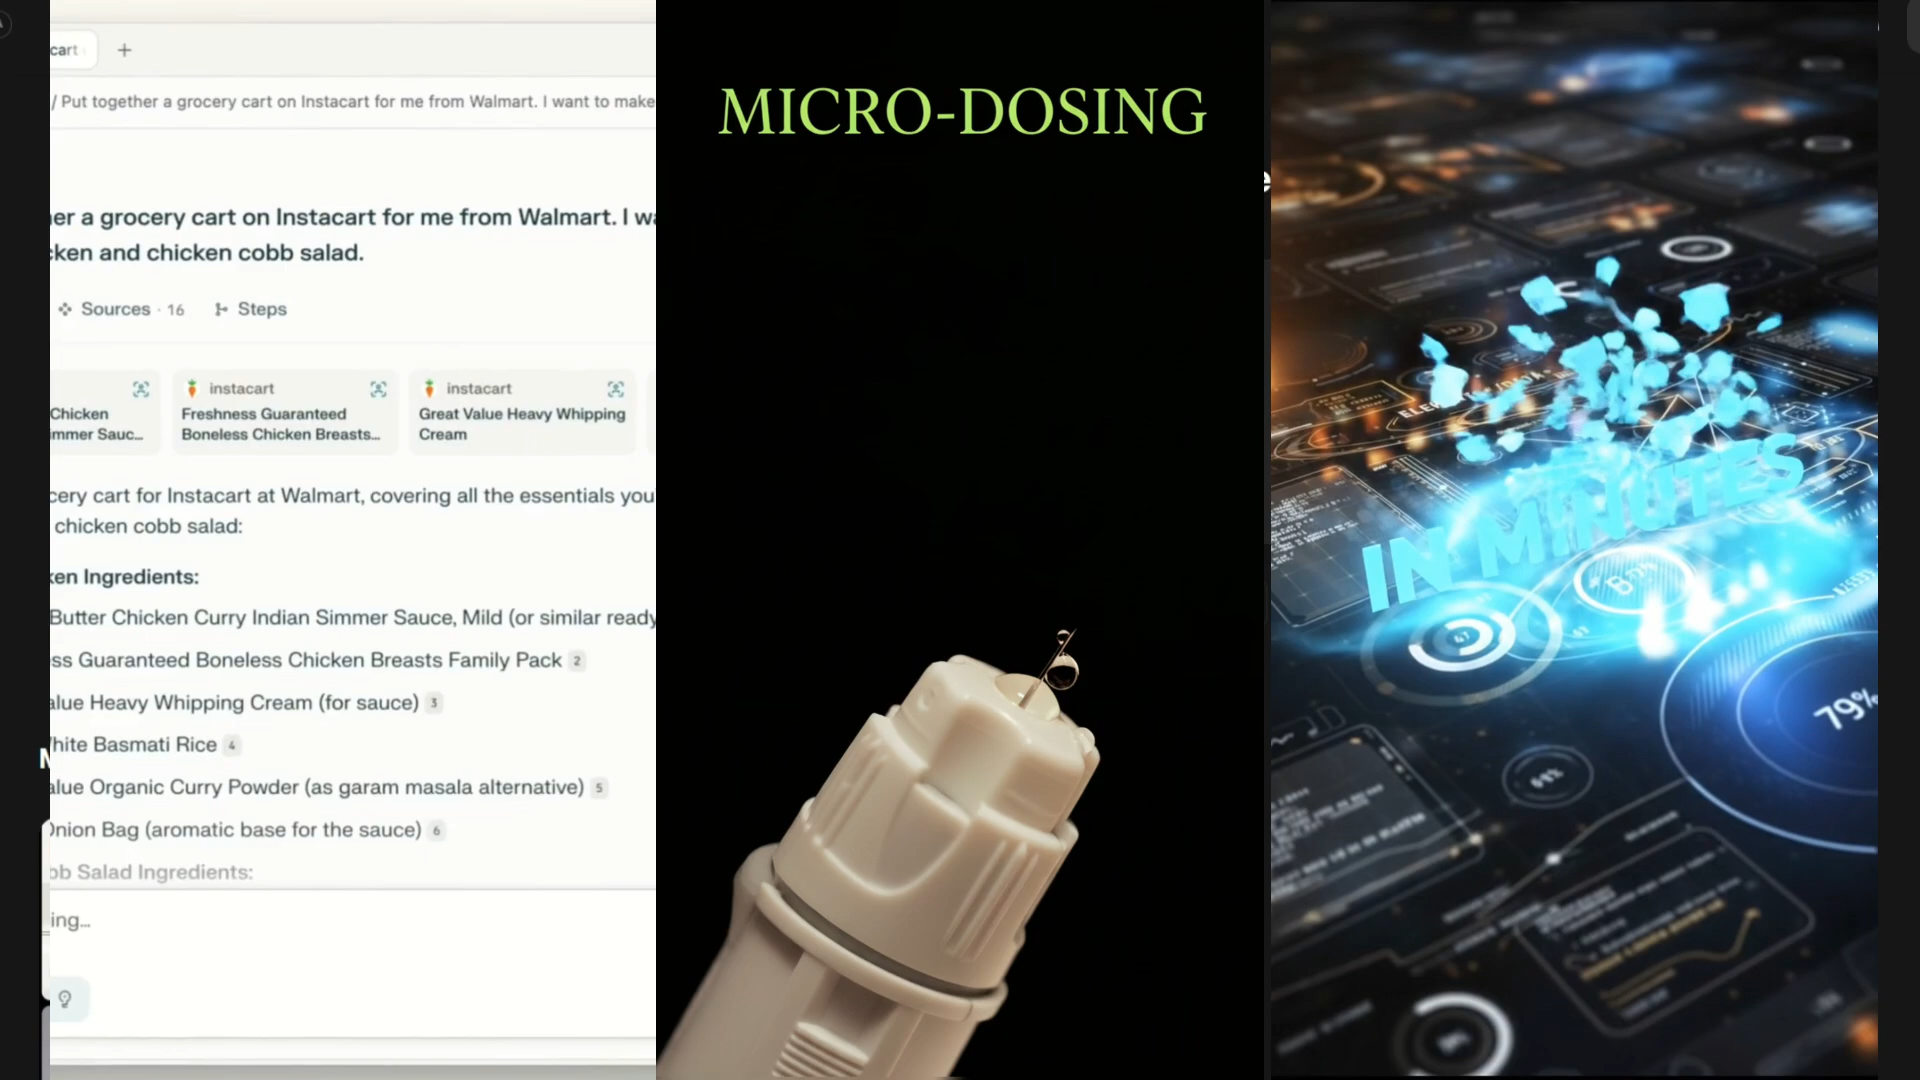 cart
/ Put together a grocery cart on Instacart for me from Walmart. I want to make
er a grocery cart on Instacart for me from Walmart. I wa
ken and chicken cobb salad.
Sources · 16 Steps
Chicken
mmer Sauc...
instacart
Freshness Guaranteed
Boneless Chicken Breasts...
instacart
Great Value Heavy Whipping
Cream
cery cart for Instacart at Walmart, covering all the essentials you
chicken cobb salad:
ken Ingredients:
Butter Chicken Curry Indian Simmer Sauce, Mild (or similar ready
ss Guaranteed Boneless Chicken Breasts Family Pack 2
alue Heavy Whipping Cream (for sauce) 3
hite Basmati Rice 4
alue Organic Curry Powder (as garam masala alternative) 5
Onion Bag (aromatic base for the sauce) 6
bb Salad Ingredients:
ing...
MICRO-DOSING
IN MINUTES
47
79%